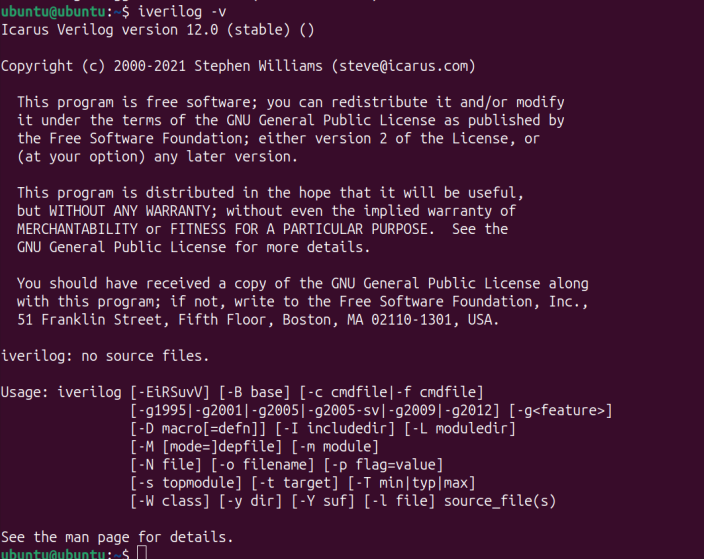 ubuntu@ubuntu:~$ iverilog -v
Icarus Verilog version 12.0 (stable) ()
Copyright (c) 2000-2021 Stephen Williams (steve@icarus.com)
This program is free software; you can redistribute it and/or modify
it under the terms of the GNU General Public License as published by
the Free Software Foundation; either version 2 of the License, or
(at your option) any later version.
This program is distributed in the hope that it will be useful,
but WITHOUT ANY WARRANTY; without even the implied warranty of
MERCHANTABILITY or FITNESS FOR A PARTICULAR PURPOSE.  See the
GNU General Public License for more details.
You should have received a copy of the GNU General Public License along
with this program; if not, write to the Free Software Foundation, Inc.,
51 Franklin Street, Fifth Floor, Boston, MA 02110-1301, USA.
iverilog: no source files.
Usage: iverilog [-EiRSuvV] [-B base] [-c cmdfile|-f cmdfile]
[-g1995|-g2001|-g2005|-g2005-sv|-g2009|-g2012] [-g<feature>]
[-D macro[=defn]] [-I includedir] [-L moduledir]
[-M [mode=]depfile] [-m module]
[-N file] [-o filename] [-p flag=value]
[-s topmodule] [-t target] [-T min|typ|max]
[-W class] [-y dir] [-Y suf] [-l file] source_file(s)
See the man page for details.
ubuntu@ubuntu:~$